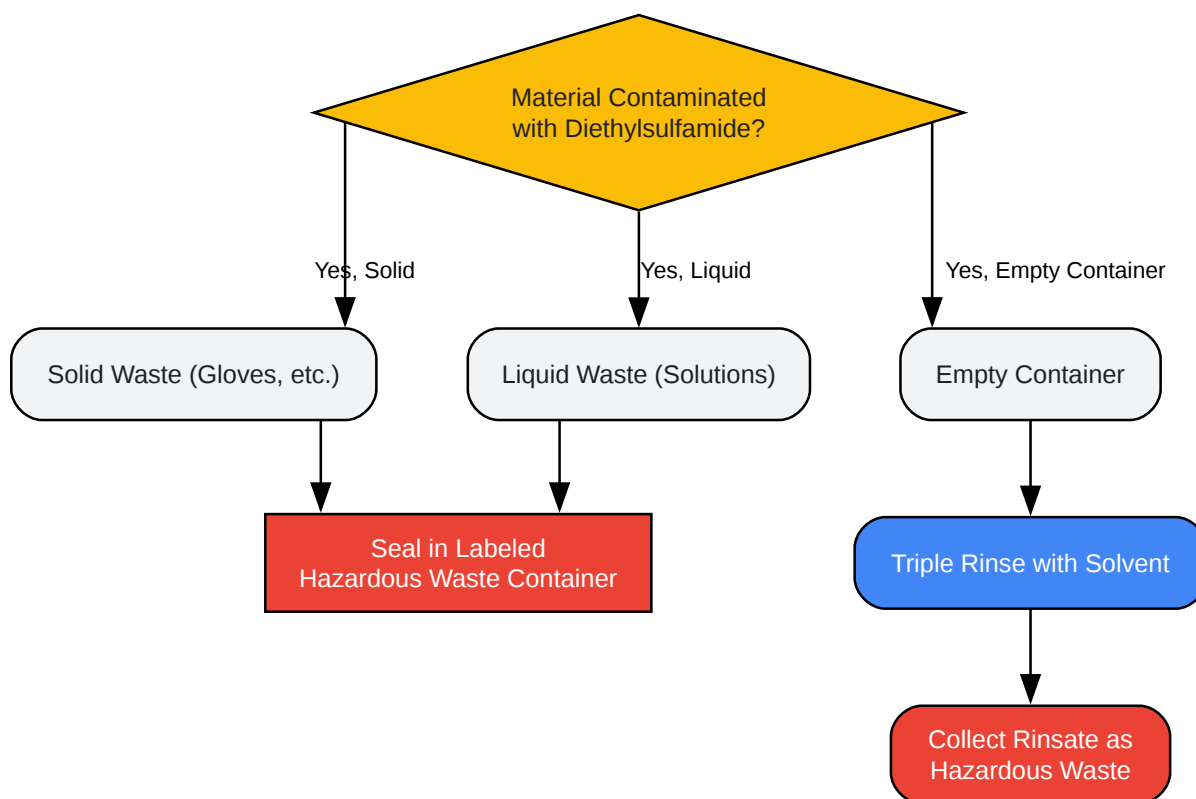 Material Contaminated
with Diethylsulfamide?
Yes, Solid
Yes, Liquid
Yes, Empty Container
Solid Waste (Gloves, etc.)
Liquid Waste (Solutions)
Empty Container
Seal in Labeled
Hazardous Waste Container
Triple Rinse with Solvent
Collect Rinsate as
Hazardous Waste